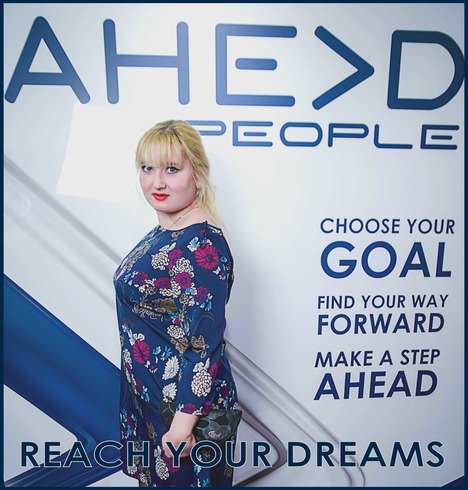 AHE>D
PEOPLE
CHOOSE YOUR
GOAL
FIND YOUR WAY
FORWARD
MAKE A STEP
AHEAD
REACH YOUR DREAMS